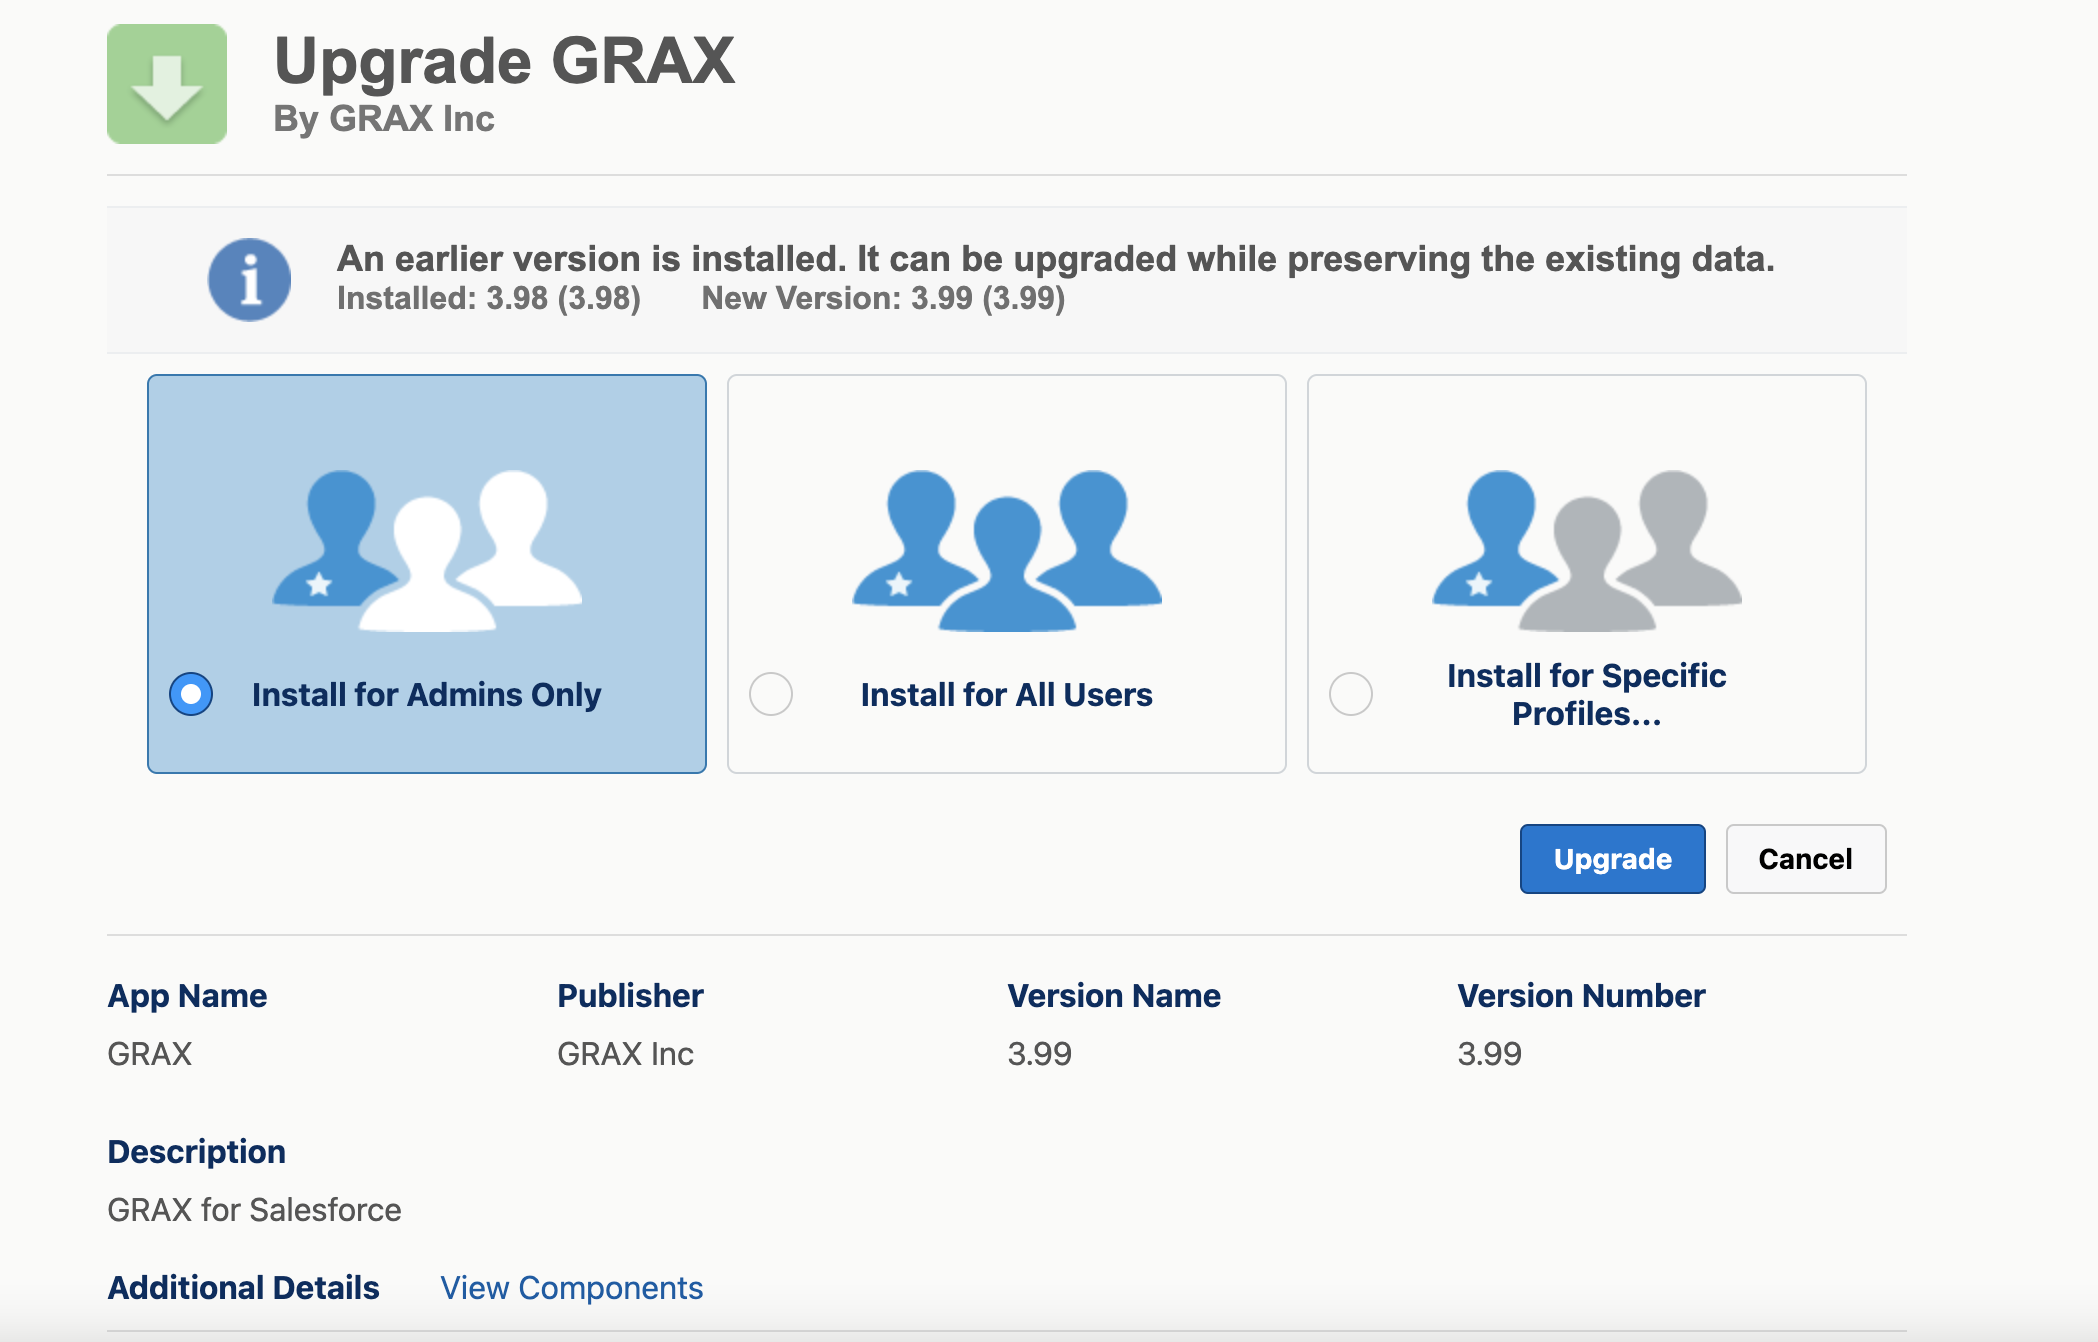 Upgrade GRAX
By GRAX Inc
An earlier version is installed. It can be upgraded while preserving the existing data.
Installed: 3.98 (3.98) New Version: 3.99 (3.99)
Install for Admins Only
Install for All Users
Install for Specific
Profiles...
Upgrade Cancel
App Name Publisher Version Name Version Number
GRAX GRAX Inc 3.99 3.99
Description
GRAX for Salesforce
Additional Details View Components